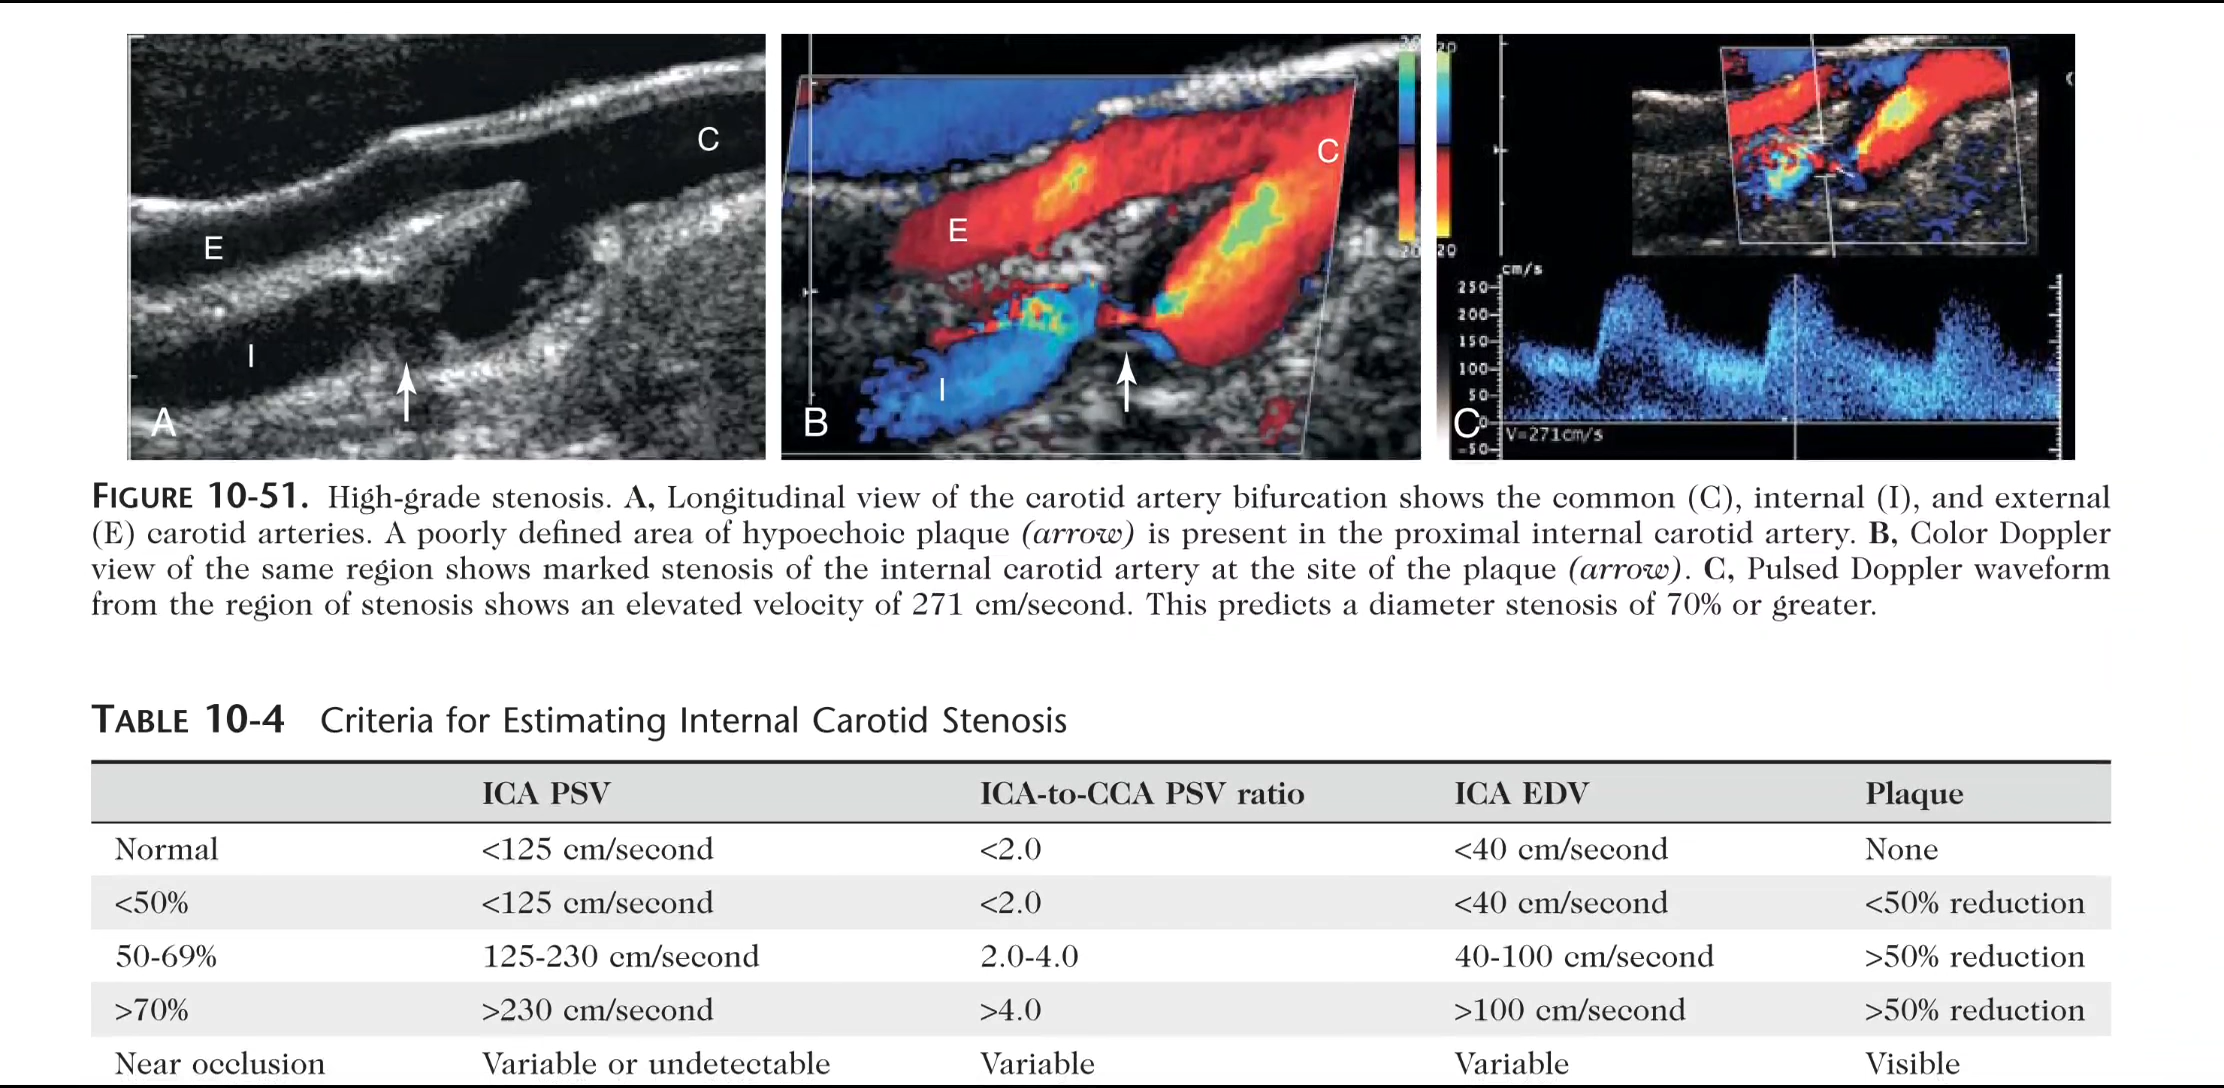 C
E
I
A
C
E
I
B
20
20
20
20
cm/s
250
200
150
100
50
0
-50
V=271cm/s
C
FIGURE 10-51. High-grade stenosis. A, Longitudinal view of the carotid artery bifurcation shows the common (C), internal (I), and external
(E) carotid arteries. A poorly defined area of hypoechoic plaque (arrow) is present in the proximal internal carotid artery. B, Color Doppler
view of the same region shows marked stenosis of the internal carotid artery at the site of the plaque (arrow). C, Pulsed Doppler waveform
from the region of stenosis shows an elevated velocity of 271 cm/second. This predicts a diameter stenosis of 70% or greater.
TABLE 10-4 Criteria for Estimating Internal Carotid Stenosis
ICA PSV ICA-to-CCA PSV ratio ICA EDV Plaque
Normal <125 cm/second <2.0 <40 cm/second None
<50% <125 cm/second <2.0 <40 cm/second <50% reduction
50-69% 125-230 cm/second 2.0-4.0 40-100 cm/second >50% reduction
>70% >230 cm/second >4.0 >100 cm/second >50% reduction
Near occlusion Variable or undetectable Variable Variable Visible